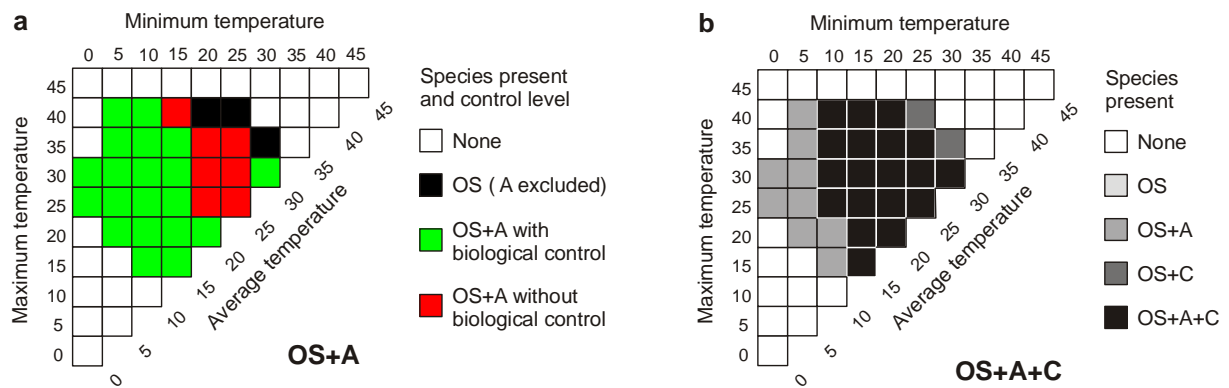 a
Minimum temperature
0 5 10 15 20 25 30 35 40 45
Maximum temperature
45
40
35
30
25
20
15
10
5
0
0 5 10 15 20 25 30 35 40 45
Average temperature
OS+A
Species present
and control level
None
OS ( A excluded)
OS+A with
biological control
OS+A without
biological control
b
Minimum temperature
0 5 10 15 20 25 30 35 40 45
Maximum temperature
45
40
35
30
25
20
15
10
5
0
0 5 10 15 20 25 30 35 40 45
Average temperature
OS+A+C
Species
present
None
OS
OS+A
OS+C
OS+A+C